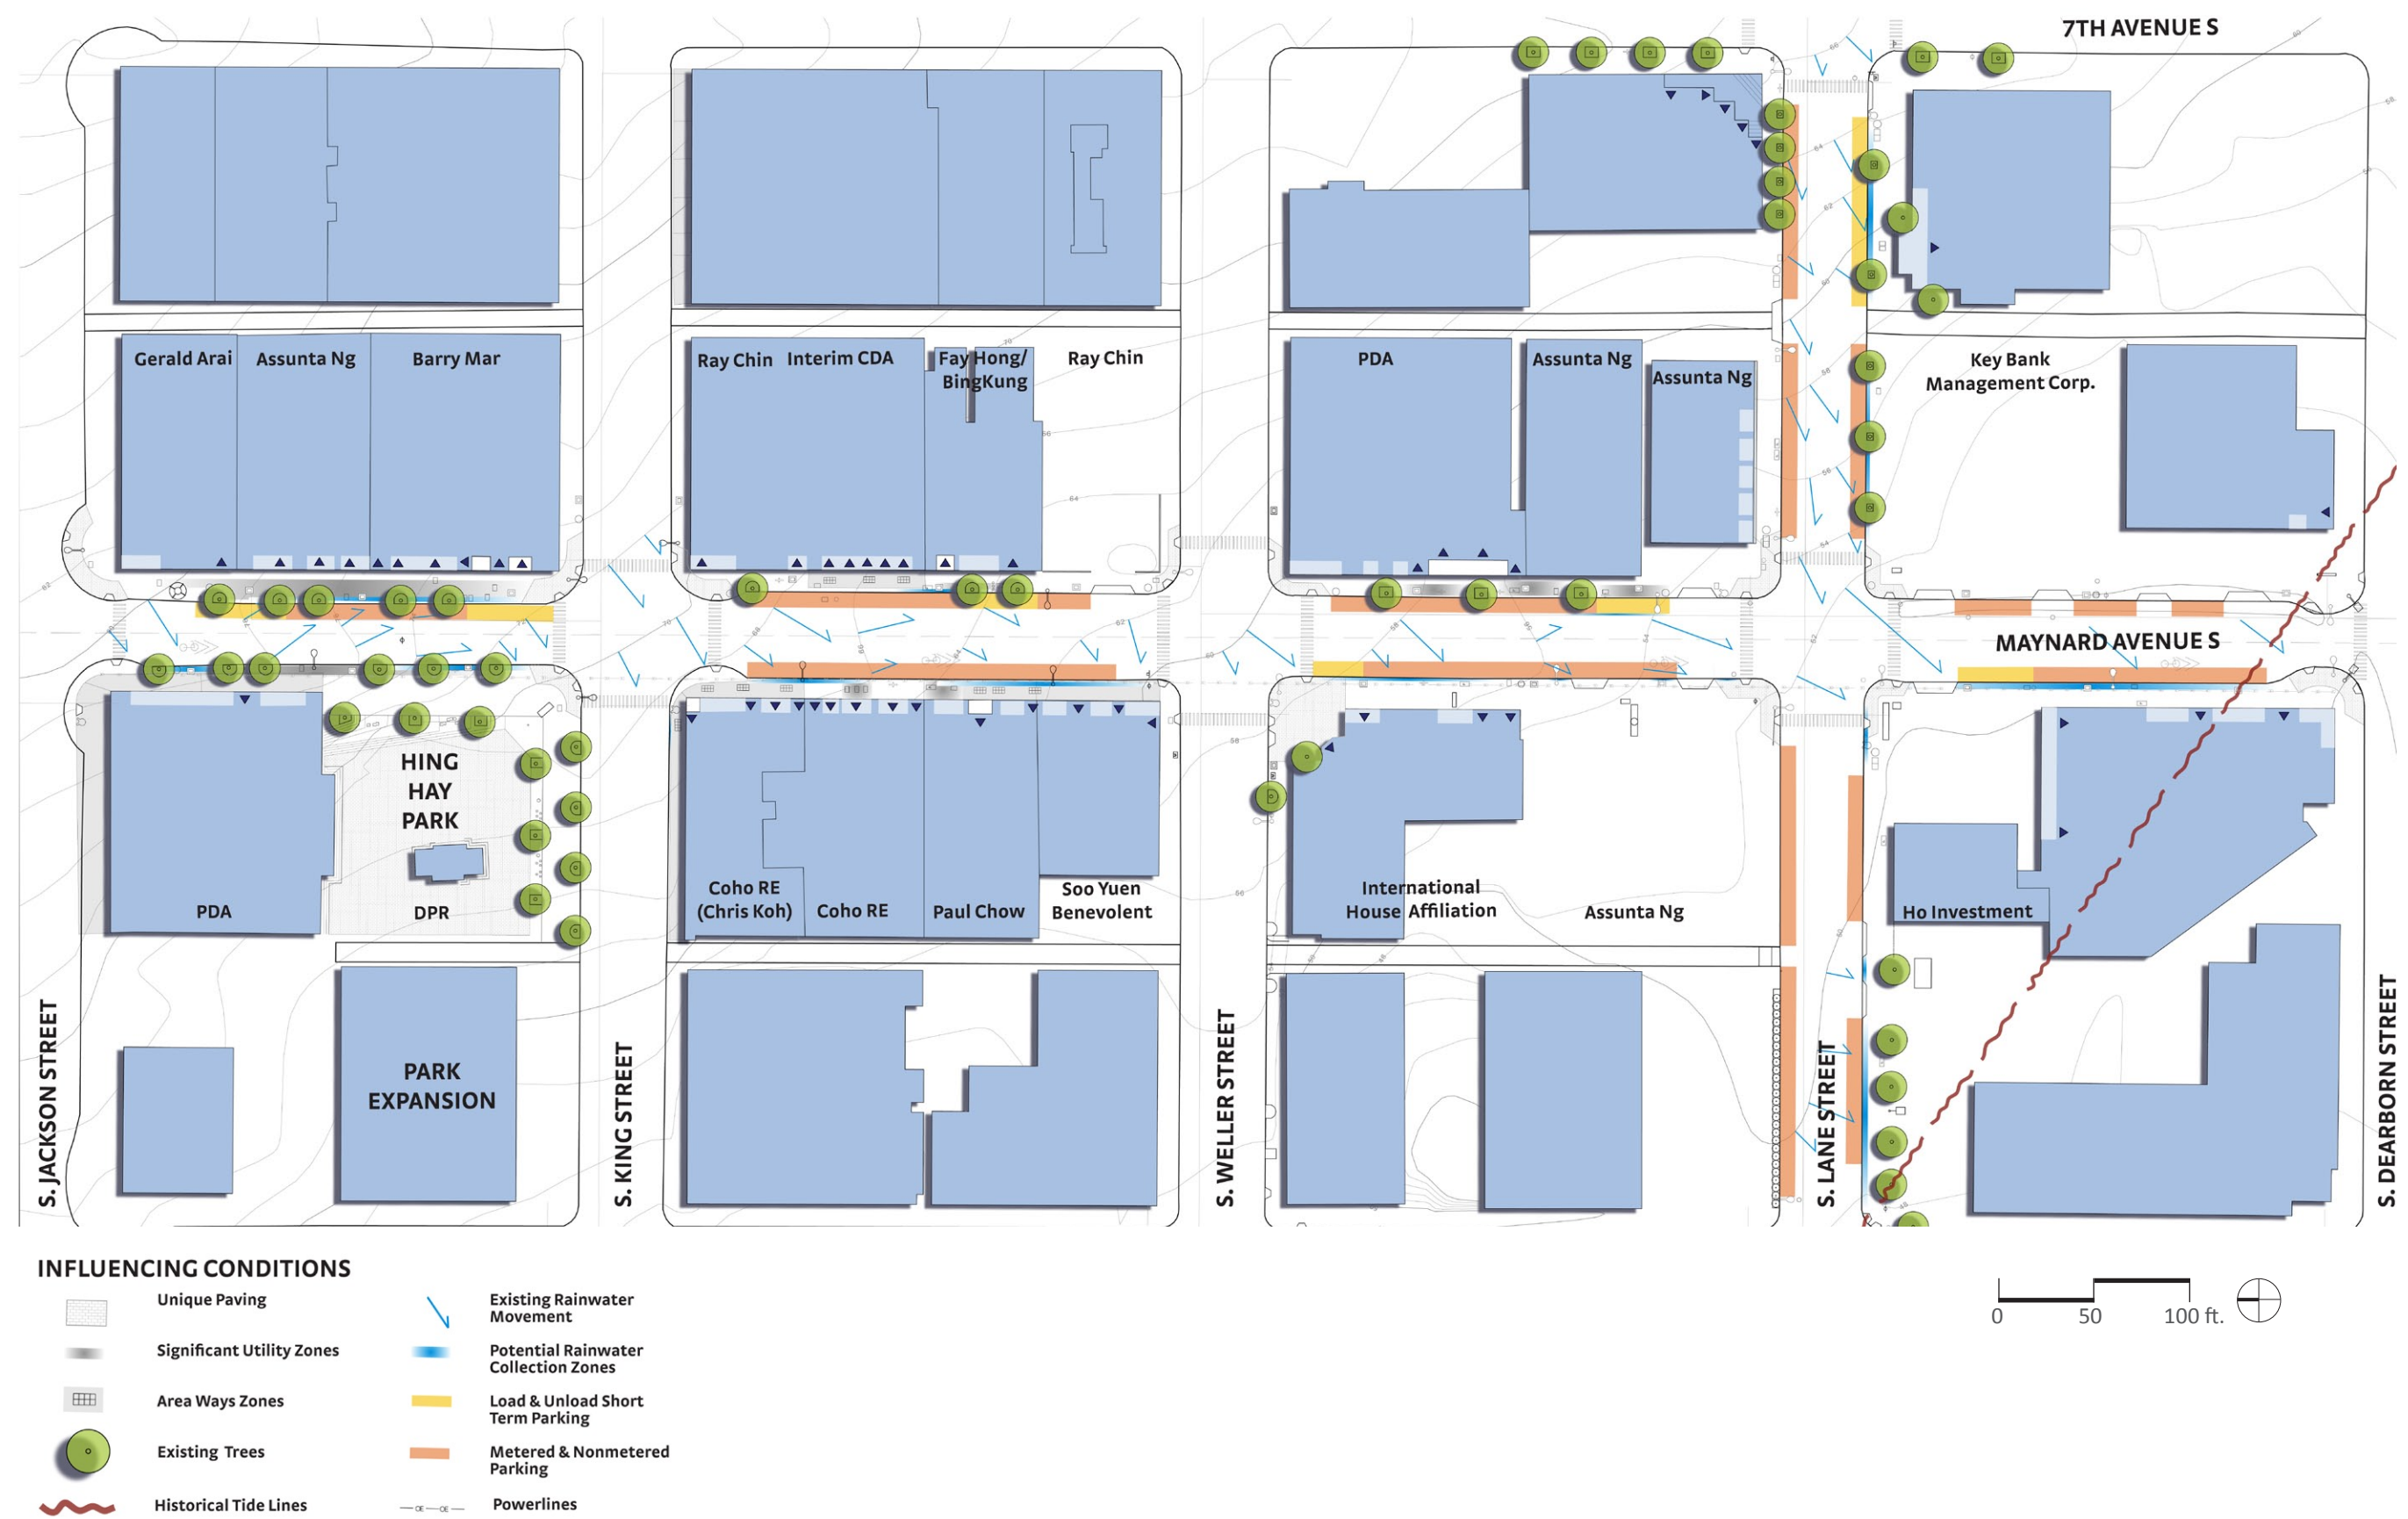 7TH AVENUE S
Gerald Arai
Assunta Ng
Barry Mar
Ray Chin
Interim CDA
Fay Hong/
BingKung
Ray Chin
PDA
Assunta Ng
Assunta Ng
Key Bank
Management Corp.
MAYNARD AVENUE S
HING
HAY
PARK
PDA
DPR
Coho RE
(Chris Koh)
Coho RE
Paul Chow
Soo Yuen
Benevolent
International
House Affiliation
Assunta Ng
Ho Investment
PARK
EXPANSION
S. JACKSON STREET
S. KING STREET
S. WELLER STREET
S. LANE STREET
S. DEARBORN STREET
INFLUENCING CONDITIONS
Unique Paving
Significant Utility Zones
Area Ways Zones
Existing Trees
Historical Tide Lines
Existing Rainwater
Movement
Potential Rainwater
Collection Zones
Load & Unload Short
Term Parking
Metered & Nonmetered
Parking
Powerlines
0 50 100 ft.